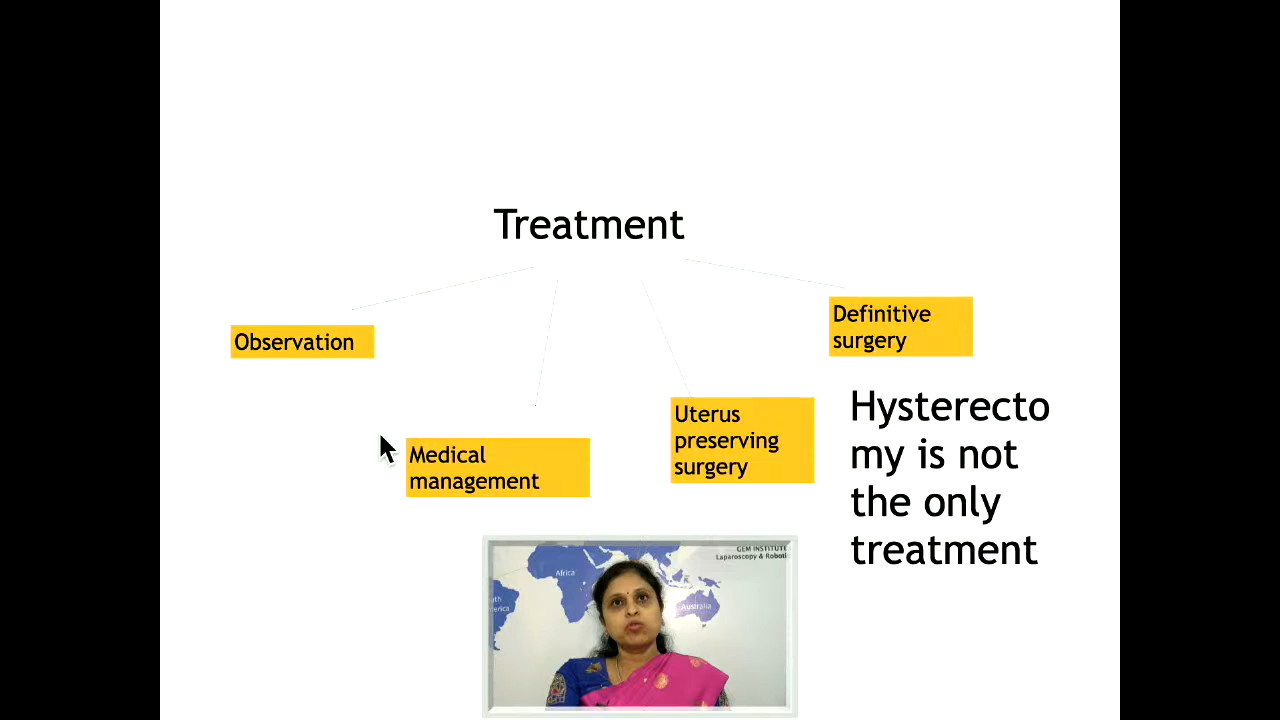 Treatment
Observation
Medical
management
Uterus
preserving
surgery
Definitive
surgery
Hysterecto
my is not
the only
treatment
GEM INSTITUTE
Laparoscopy & Robotic
Africa
Australia